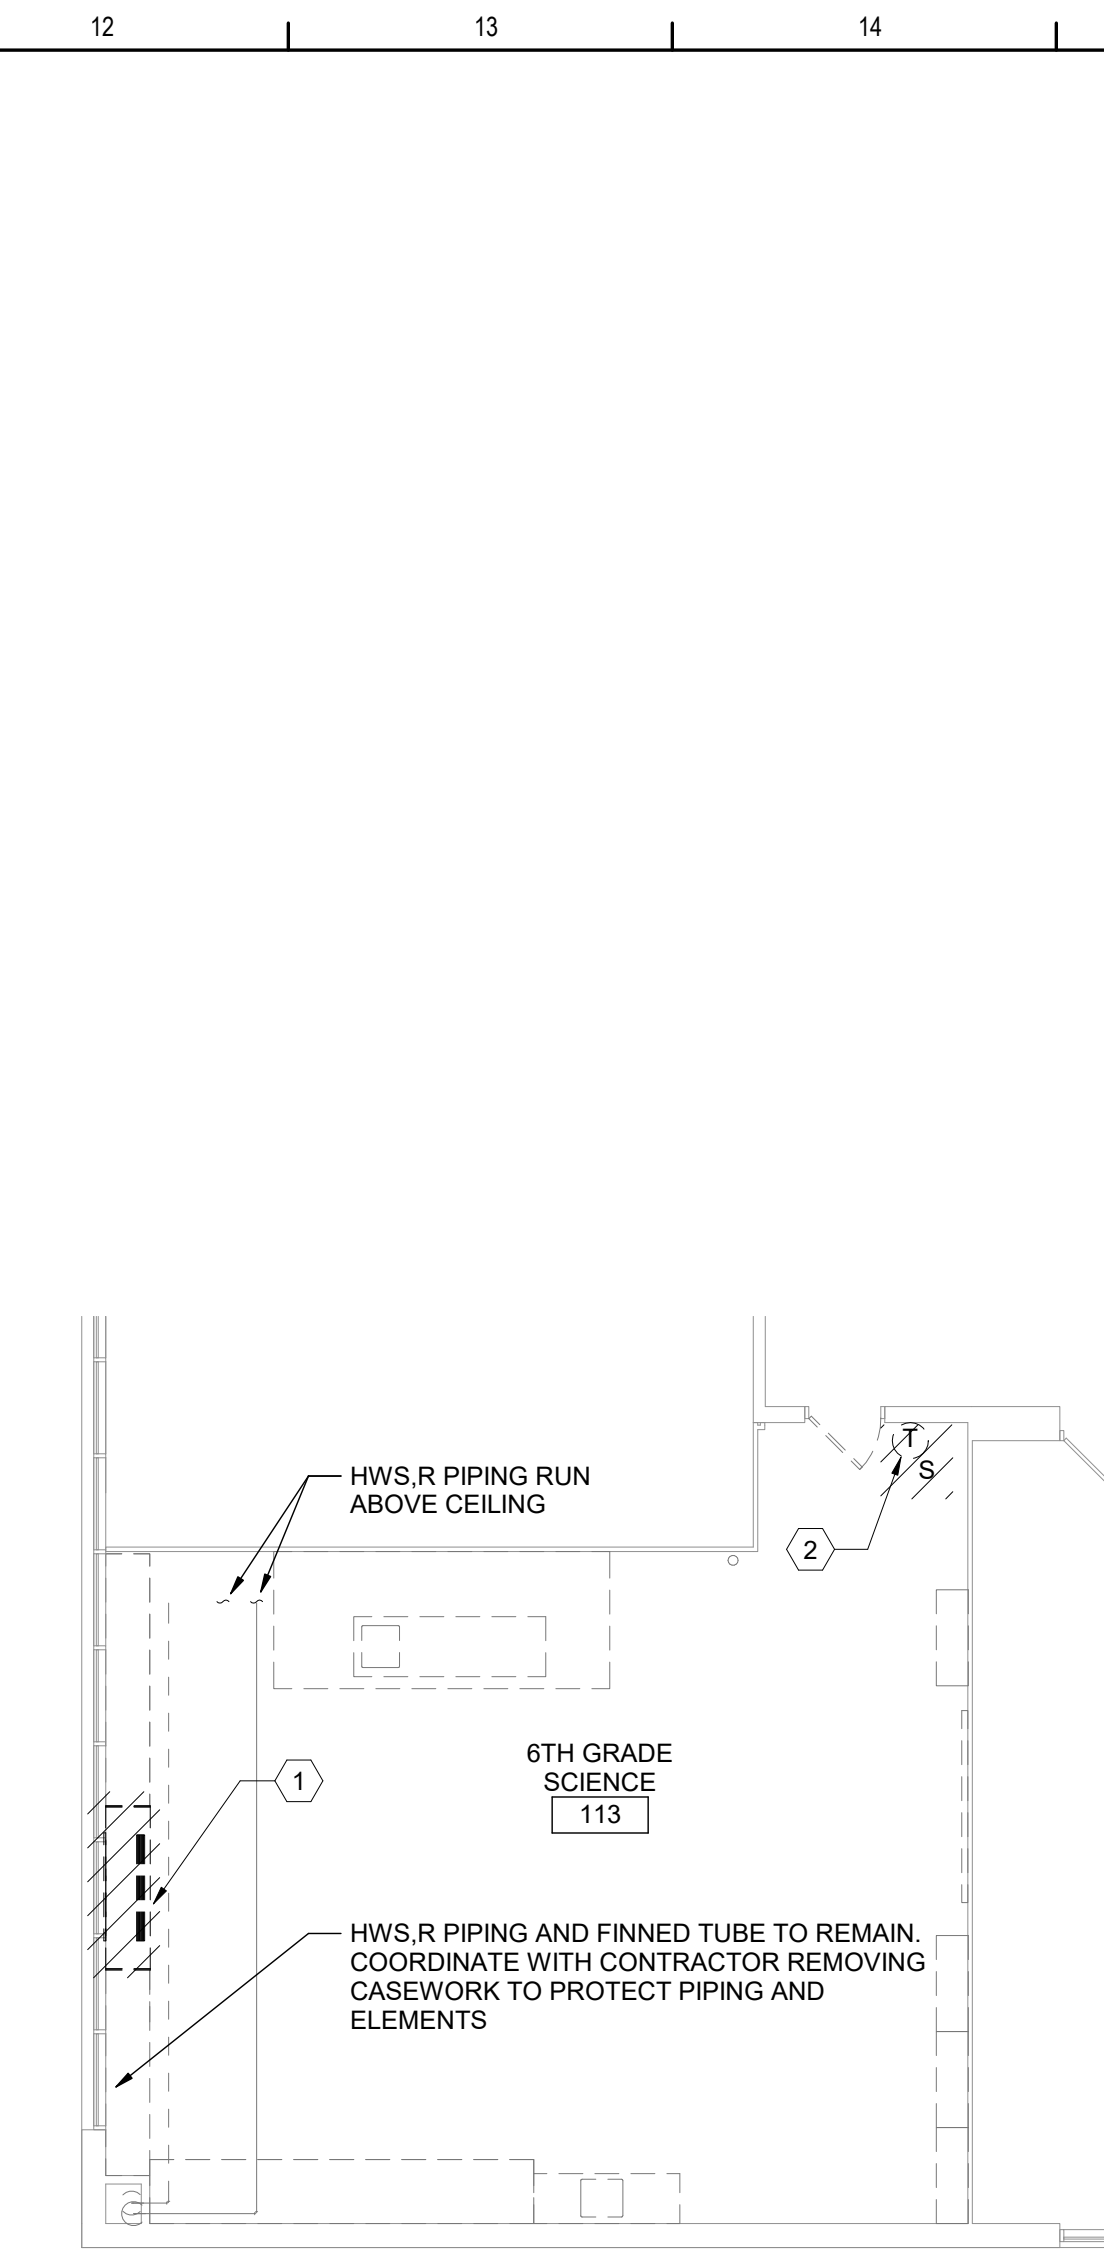 12
13
14
HWS,R PIPING RUN
ABOVE CEILING
T
S
2
1
6TH GRADE
SCIENCE
113
HWS,R PIPING AND FINNED TUBE TO REMAIN.
COORDINATE WITH CONTRACTOR REMOVING
CASEWORK TO PROTECT PIPING AND
ELEMENTS